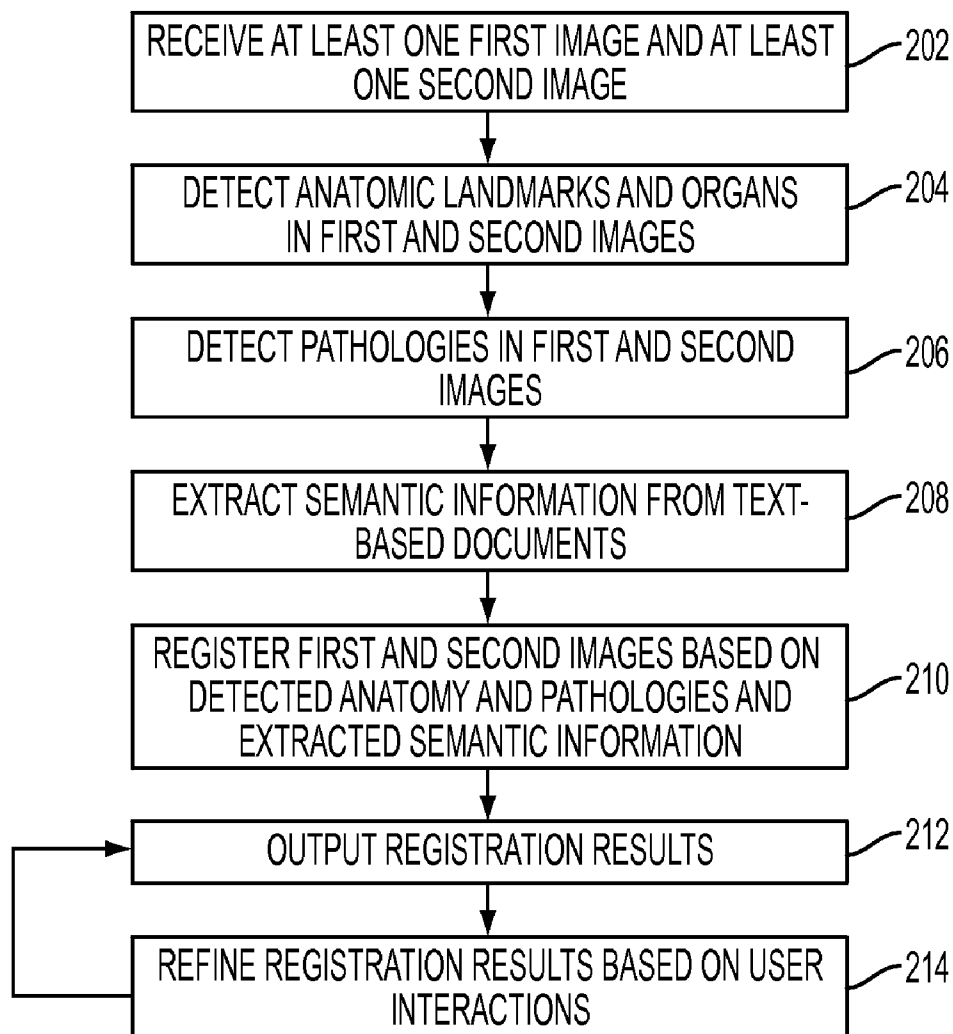 RECEIVE AT LEAST ONE FIRST IMAGE AND AT LEAST
ONE SECOND IMAGE
202
DETECT ANATOMIC LANDMARKS AND ORGANS
IN FIRST AND SECOND IMAGES
204
DETECT PATHOLOGIES IN FIRST AND SECOND
IMAGES
206
EXTRACT SEMANTIC INFORMATION FROM TEXT-
BASED DOCUMENTS
208
REGISTER FIRST AND SECOND IMAGES BASED ON
DETECTED ANATOMY AND PATHOLOGIES AND
EXTRACTED SEMANTIC INFORMATION
210
OUTPUT REGISTRATION RESULTS
212
REFINE REGISTRATION RESULTS BASED ON USER
INTERACTIONS
214